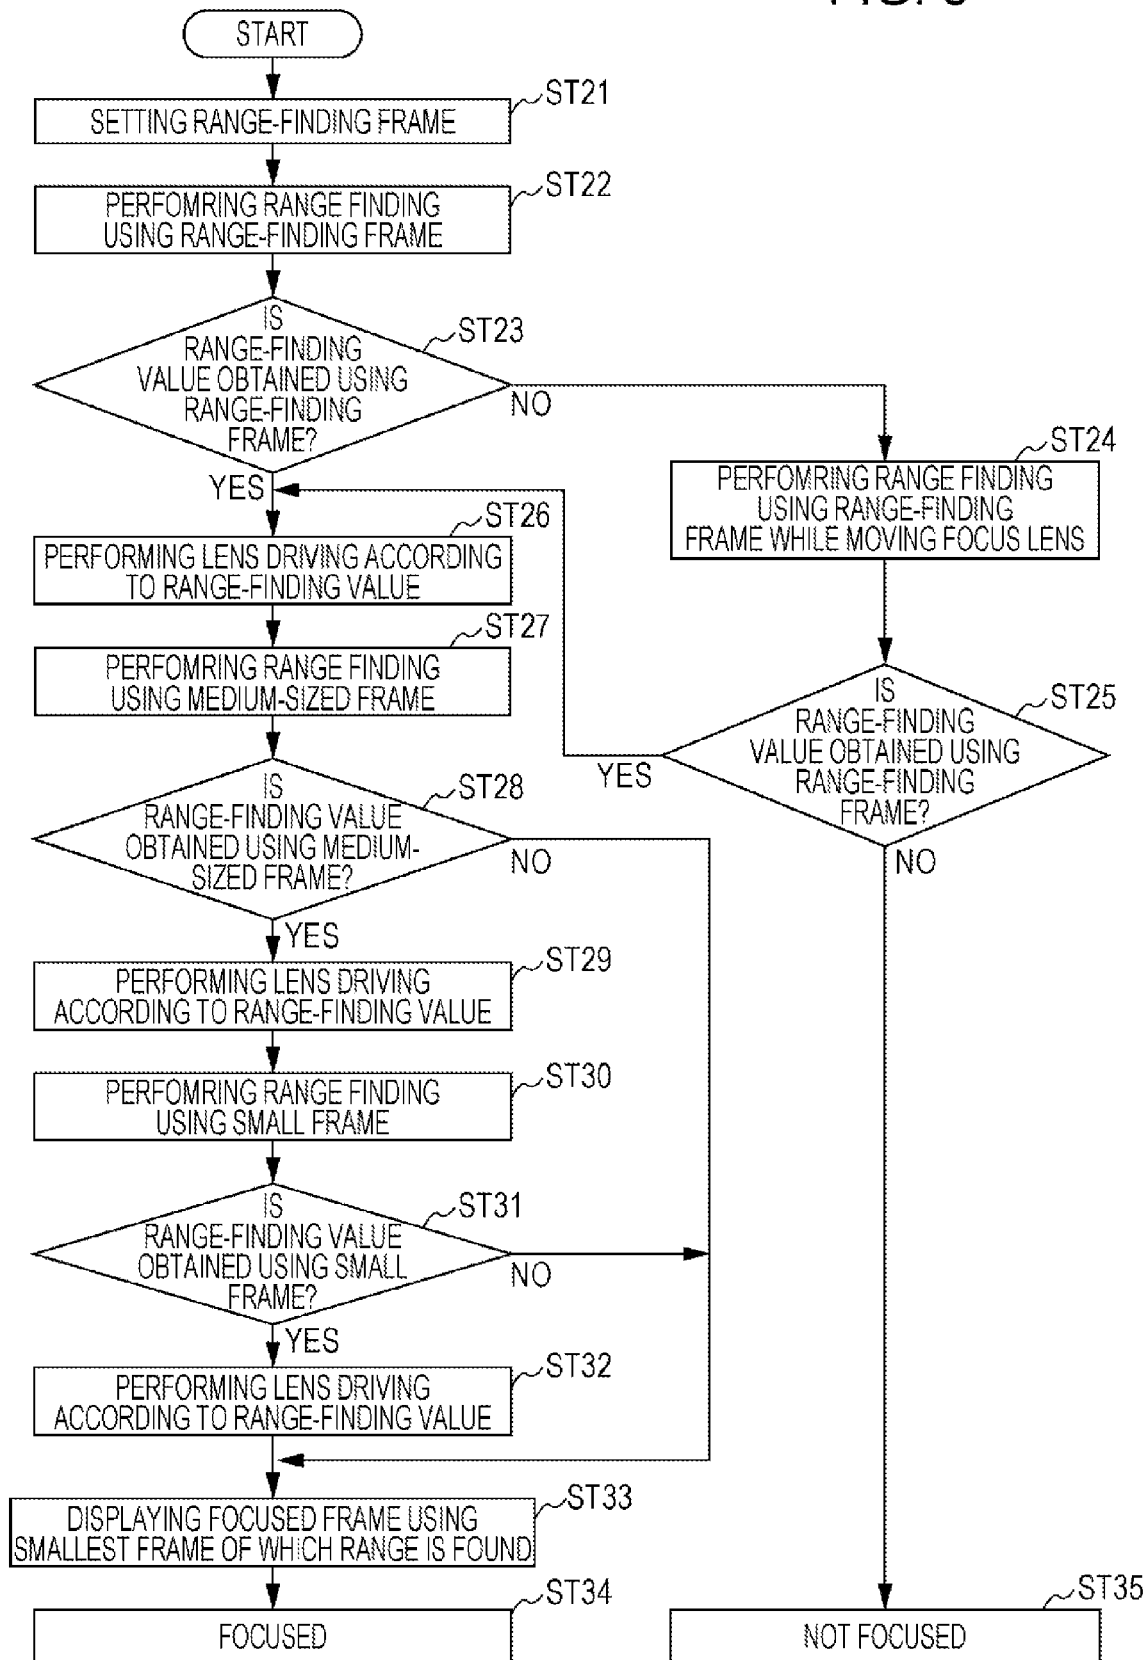 START
ST21
SETTING RANGE-FINDING FRAME
ST22
PERFOMRING RANGE FINDING
USING RANGE-FINDING FRAME
IS
RANGE-FINDING
VALUE OBTAINED USING
RANGE-FINDING
FRAME?
ST23
NO
YES
ST24
PERFOMRING RANGE FINDING
USING RANGE-FINDING
FRAME WHILE MOVING FOCUS LENS
ST26
PERFORMING LENS DRIVING ACCORDING
TO RANGE-FINDING VALUE
ST27
PERFOMRING RANGE FINDING
USING MEDIUM-SIZED FRAME
IS
RANGE-FINDING
VALUE OBTAINED USING
RANGE-FINDING
FRAME?
ST25
YES
NO
IS
RANGE-FINDING VALUE
OBTAINED USING MEDIUM-
SIZED FRAME?
ST28
NO
YES
ST29
PERFORMING LENS DRIVING
ACCORDING TO RANGE-FINDING VALUE
ST30
PERFOMRING RANGE FINDING
USING SMALL FRAME
IS
RANGE-FINDING VALUE
OBTAINED USING SMALL
FRAME?
ST31
NO
YES
ST32
PERFORMING LENS DRIVING
ACCORDING TO RANGE-FINDING VALUE
ST33
DISPLAYING FOCUSED FRAME USING
SMALLEST FRAME OF WHICH RANGE IS FOUND
ST34
FOCUSED
ST35
NOT FOCUSED